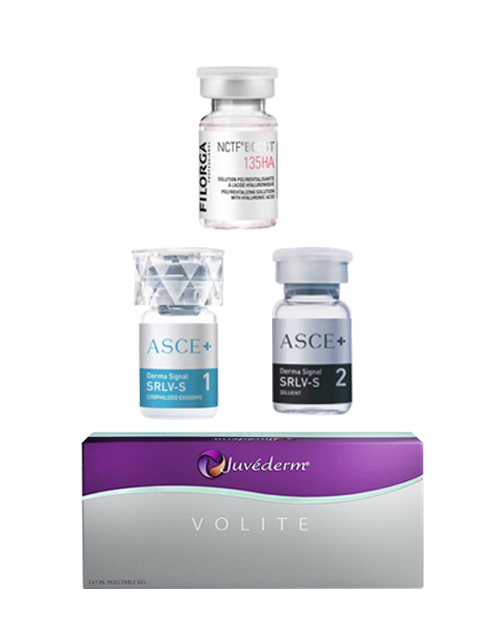 FILORGA
NCTF®BOOST®
135HA
SOLUTION POLYREVITALISANTE
À L'ACIDE HYALURONIQUE
POLYREVITALIZING SOLUTION
WITH HYALURONIC ACID
ASCE+
Derma Signal
SRLV-S 1
LYOPHILIZED EXOSOME
ASCE+
Derma Signal
SRLV-S 2
DILUENT
Juvéderm®
VOLITE
2 x 1 mL INJECTABLE GEL